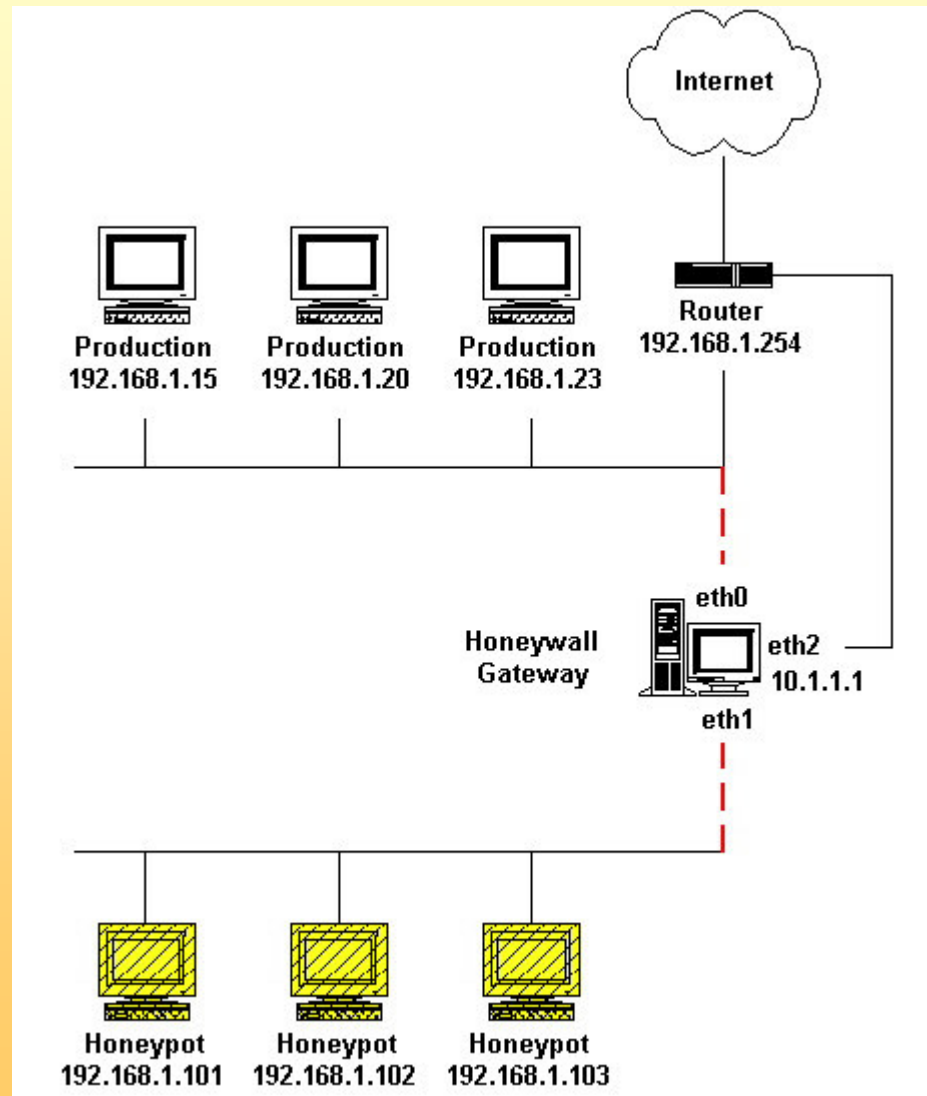 Internet
Router
192.168.1.254
Production
192.168.1.15
Production
192.168.1.20
Production
192.168.1.23
eth0
Honeywall
Gateway
eth2
10.1.1.1
eth1
Honeypot
192.168.1.101
Honeypot
192.168.1.102
Honeypot
192.168.1.103